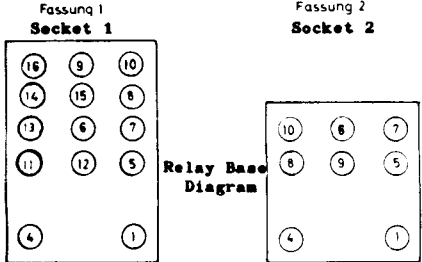 Fassung 1
Socket 1
16 9 10
14 15 8
13 6 7
11 12 5
4 1
Relay Base
Diagram
Fassung 2
Socket 2
10 6 7
8 9 5
4 1